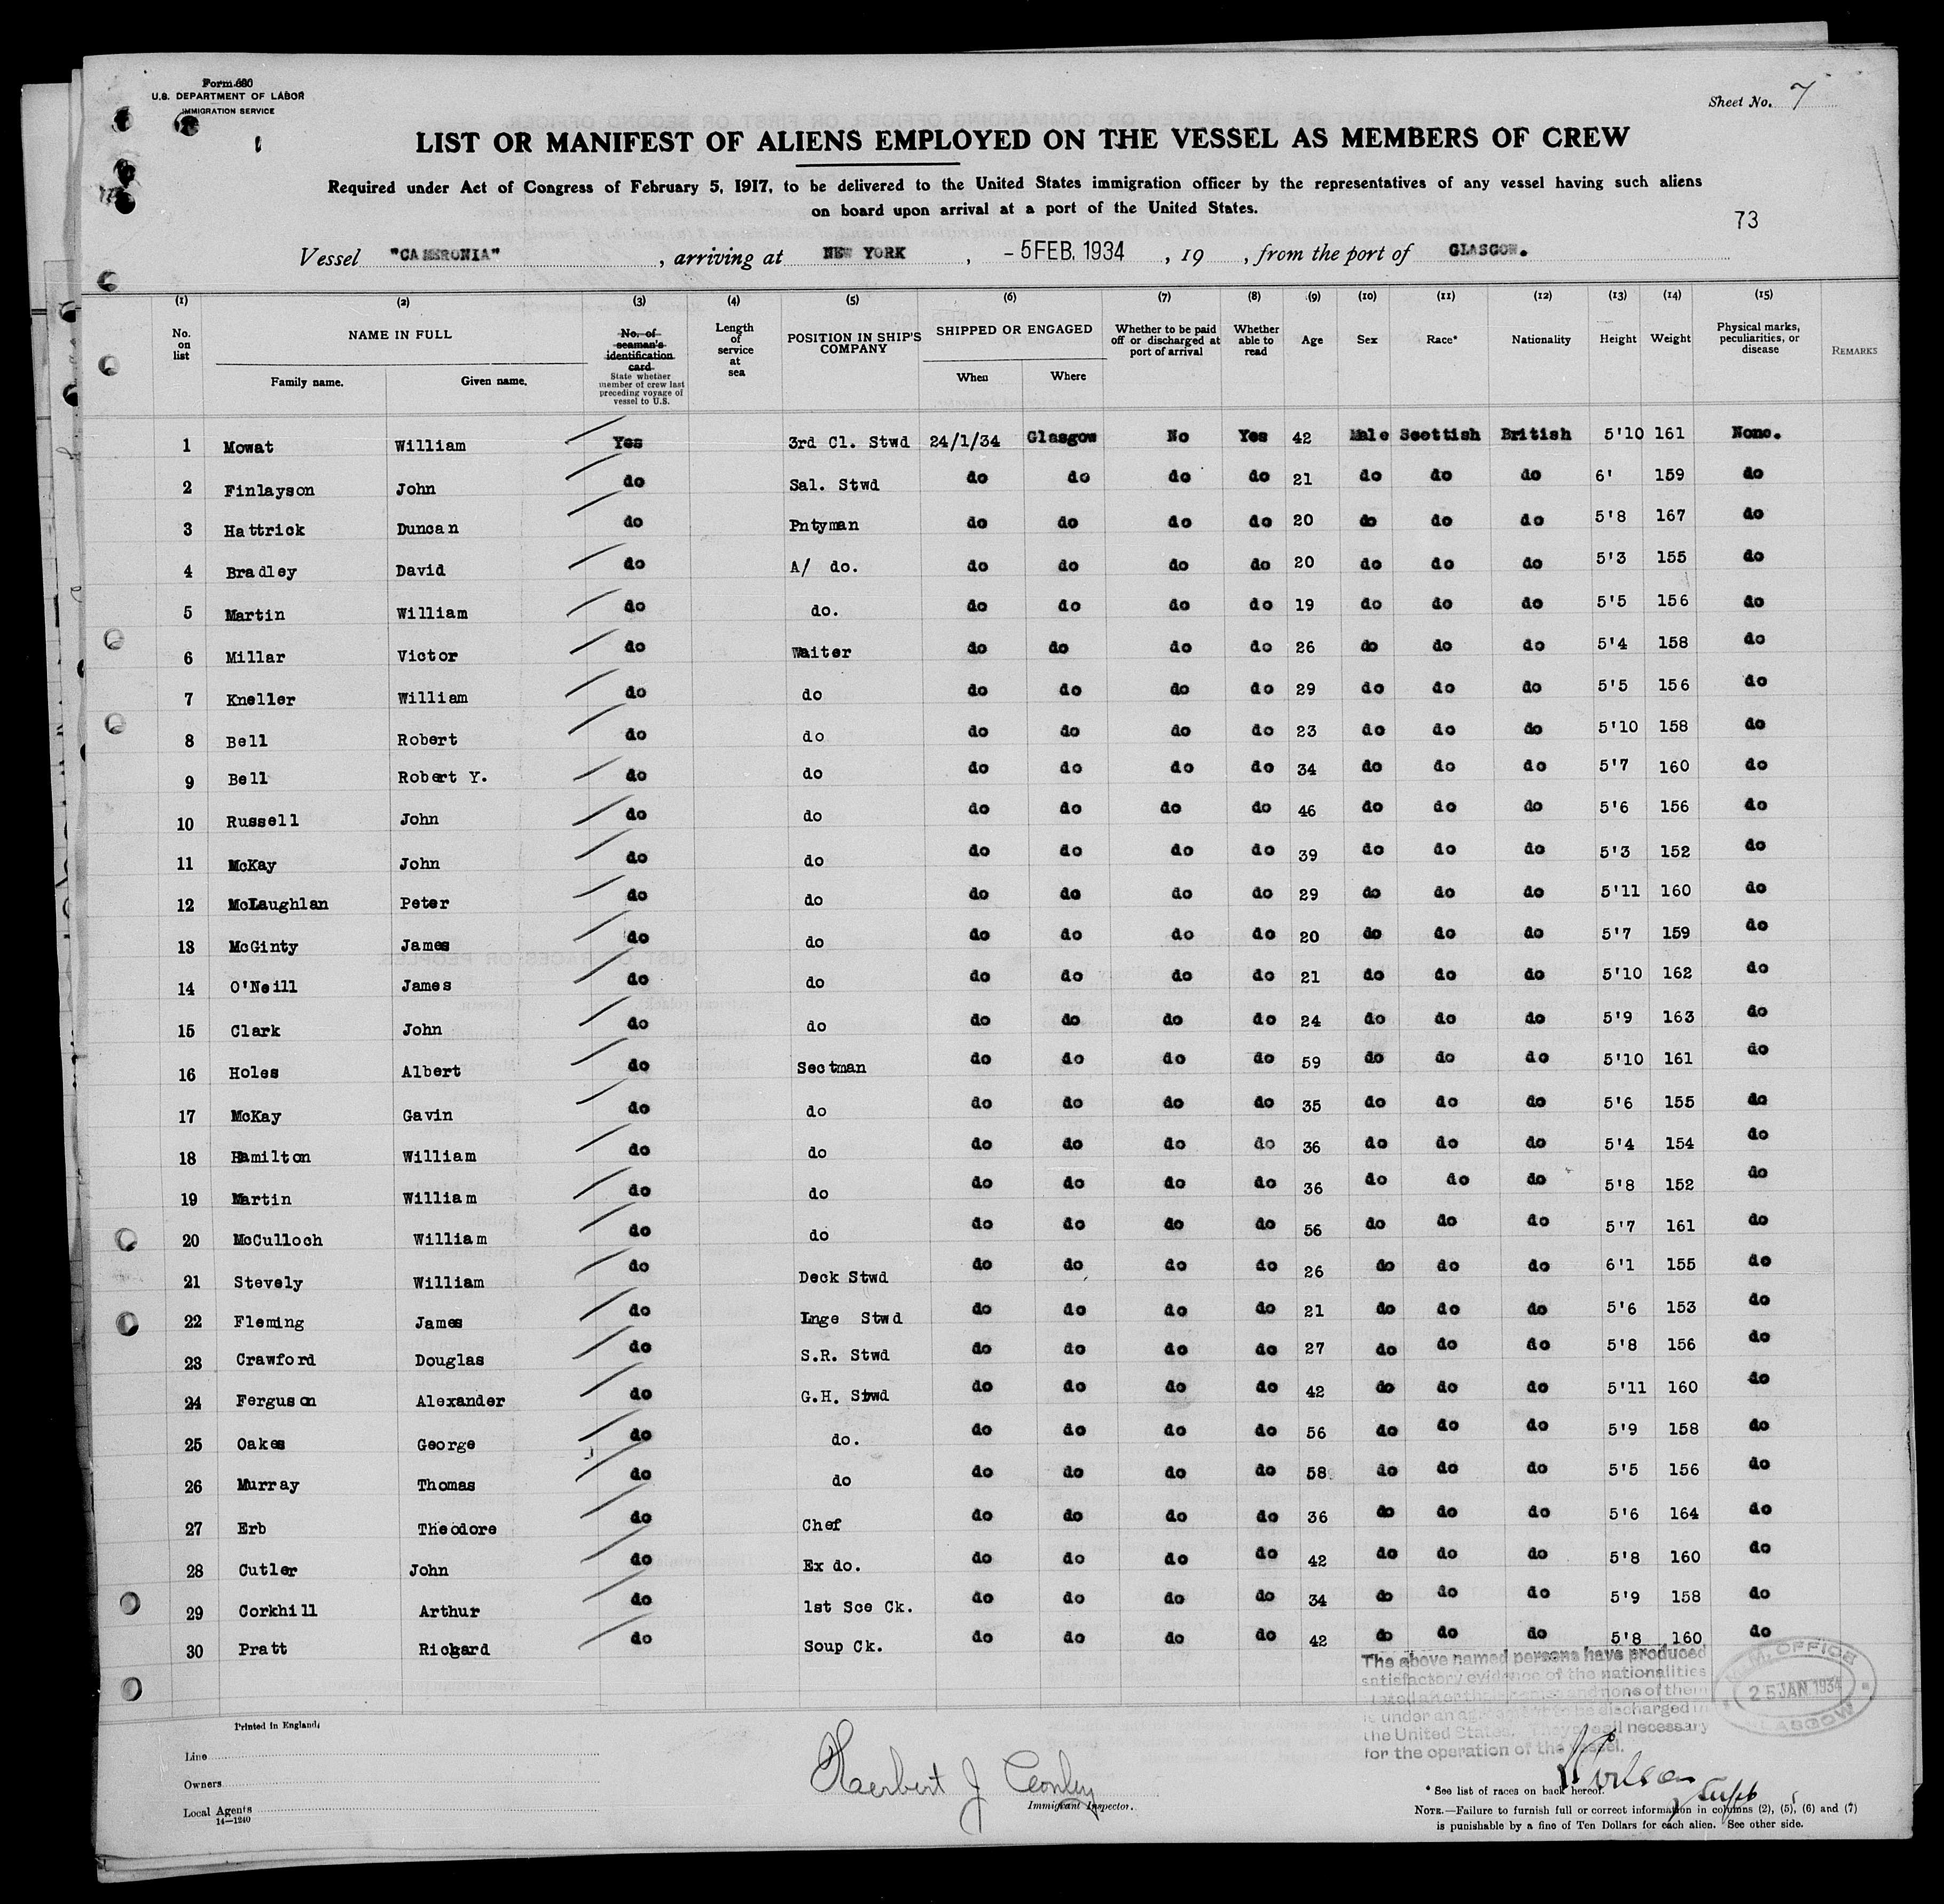 Form 680
U.S. DEPARTMENT OF LABOR
IMMIGRATION SERVICE
Sheet No. 7
LIST OR MANIFEST OF ALIENS EMPLOYED ON THE VESSEL AS MEMBERS OF CREW
Required under Act of Congress of February 5, 1917, to be delivered to the United States immigration officer by the representatives of any vessel having such aliens
on board upon arrival at a port of the United States.
73
Vessel "CAMERONIA", arriving at NEW YORK, - 5 FEB. 1934, 19 , from the port of GLASGOW.
(1) (2) (3) (4) (5) (6) (7) (8) (9) (10) (11) (12) (13) (14) (15)
No. on list NAME IN FULL Family name. Given name. No. of seaman's identification card State whether member of crew last preceding voyage of vessel to U.S. Length of service at sea POSITION IN SHIP'S COMPANY SHIPPED OR ENGAGED When Where Whether to be paid off or discharged at port of arrival Whether able to read Age Sex Race* Nationality Height Weight Physical marks, peculiarities, or disease REMARKS
1 Mowat William Yes 3rd Cl. Stwd 24/1/34 Glasgow No Yes 42 Male Scottish British 5'10 161 None.
2 Finlayson John do Sal. Stwd do do do do 21 do do do 6' 159 do
3 Hattrick Duncan do Pntyman do do do do 20 do do do 5'8 167 do
4 Bradley David do A/ do. do do do do 20 do do do 5'3 155 do
5 Martin William do do. do do do do 19 do do do 5'5 156 do
6 Millar Victor do Waiter do do do do 26 do do do 5'4 158 do
7 Kneller William do do do do do do 29 do do do 5'5 156 do
8 Bell Robert do do do do do do 23 do do do 5'10 158 do
9 Bell Robert Y. do do do do do do 34 do do do 5'7 160 do
10 Russell John do do do do do do 46 do do do 5'6 156 do
11 McKay John do do do do do do 39 do do do 5'3 152 do
12 McLaughlan Peter do do do do do do 29 do do do 5'11 160 do
13 McGinty James do do do do do do 20 do do do 5'7 159 do
14 O'Neill James do do do do do do 21 do do do 5'10 162 do
15 Clark John do do do do do do 24 do do do 5'9 163 do
16 Holes Albert do Sectman do do do do 59 do do do 5'10 161 do
17 McKay Gavin do do do do do do 35 do do do 5'6 155 do
18 Hamilton William do do do do do do 36 do do do 5'4 154 do
19 Martin William do do do do do do 36 do do do 5'8 152 do
20 McCulloch William do do do do do do 56 do do do 5'7 161 do
21 Stevely William do Deck Stwd do do do do 26 do do do 6'1 155 do
22 Fleming James do Lnge Stwd do do do do 21 do do do 5'6 153 do
23 Crawford Douglas do S.R. Stwd do do do do 27 do do do 5'8 156 do
24 Ferguson Alexander do G.H. Stwd do do do do 42 do do do 5'11 160 do
25 Oakes George do do. do do do do 56 do do do 5'9 158 do
26 Murray Thomas do do do do do do 58 do do do 5'5 156 do
27 Erb Theodore do Chef do do do do 36 do do do 5'6 164 do
28 Cutler John do Ex do. do do do do 42 do do do 5'8 160 do
29 Corkhill Arthur do 1st Sce Ck. do do do do 34 do do do 5'9 158 do
30 Pratt Richard do Soup Ck. do do do do 42 do do do 5'8 160 do
The above named persons have produced
satisfactory evidence of the nationalities
stated after their names and none of them
is under an agreement to be discharged in
the United States. They are all necessary
for the operation of the vessel.
M.M. OFFICE
25 JAN 1934
GLASGOW
Printed in England.
Line
Owners
Local Agents
14—1240
Herbert J Conley
Immigrant Inspector.
* See list of races on back hereof.
NOTE.—Failure to furnish full or correct information in columns (2), (5), (6) and (7)
is punishable by a fine of Ten Dollars for each alien. See other side.